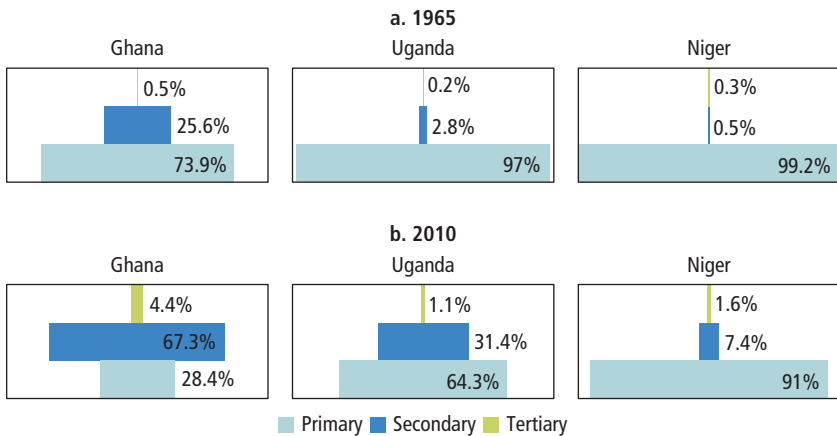 a. 1965
Ghana Uganda Niger
0.5% 0.2% 0.3%
25.6% 2.8% 0.5%
73.9% 97% 99.2%
b. 2010
Ghana Uganda Niger
4.4% 1.1% 1.6%
67.3% 31.4% 7.4%
28.4% 64.3% 91%
Primary Secondary Tertiary